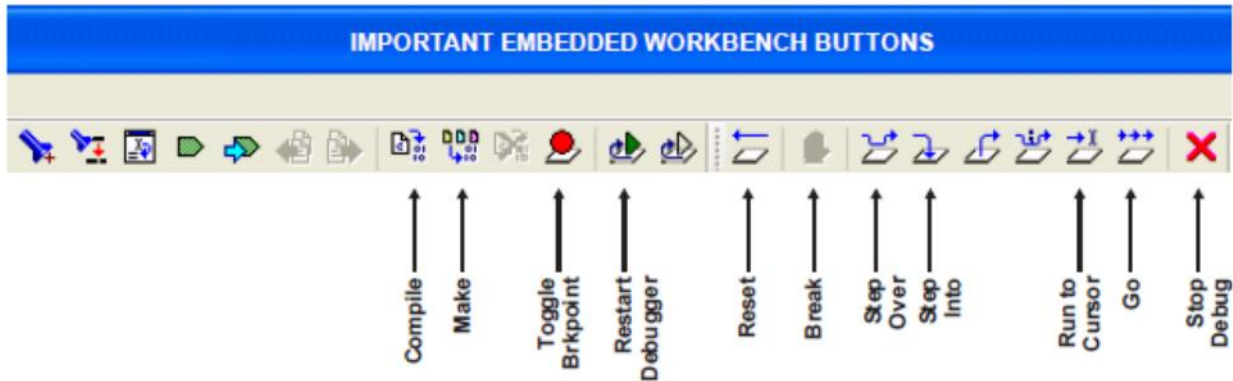 IMPORTANT EMBEDDED WORKBENCH BUTTONS
Compile
Make
Toggle
Brkpoint
Restart
Debugger
Reset
Break
Step
Over
Step
Into
Run to
Cursor
Go
Stop
Debug